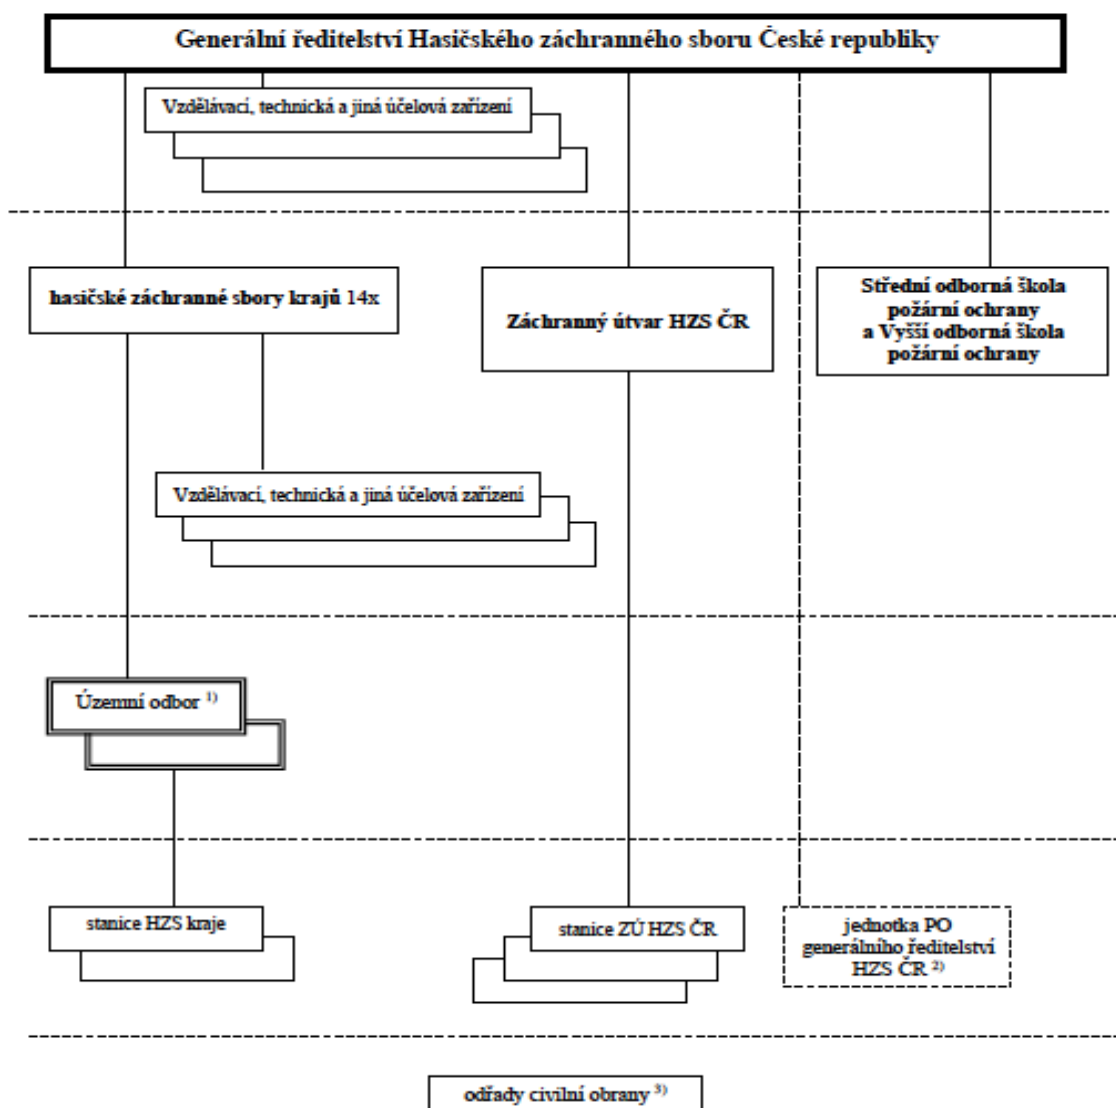 Generální ředitelství Hasičského záchranného sboru České republiky
Vzdělávací, technická a jiná účelová zařízení
hasičské záchranné sbory krajů 14x
Záchranný útvar HZS ČR
Střední odborná škola
požární ochrany
a Vyšší odborná škola
požární ochrany
Vzdělávací, technická a jiná účelová zařízení
Územní odbor 1)
stanice HZS kraje
stanice ZÚ HZS ČR
jednotka PO
generálního ředitelství
HZS ČR 2)
odřady civilní obrany 3)